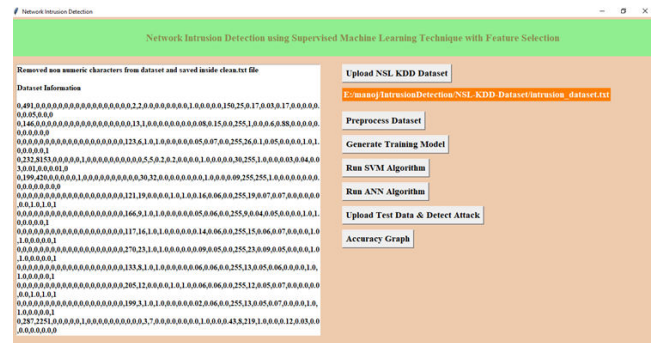 Network Intrusion Detection
Network Intrusion Detection using Supervised Machine Learning Technique with Feature Selection
Removed non numeric characters from dataset and saved inside clean.txt file
Dataset Information
0,491,0,0,0,0,0,0,0,0,0,0,0,0,0,0,0,0,2,2,0.0,0.0,0.0,0.0,1.0,0.0,0.0,150,25,0.17,0.03,0.17,0.0,0.0,0.
0,0.05,0.0,0
0,146,0,0,0,0,0,0,0,0,0,0,0,0,0,0,0,0,13,1,0.0,0.0,0.0,0.0,0.08,0.15,0.0,255,1,0.0,0.6,0.88,0.0,0.0,0.
0,0.0,0.0,0
0,0,0,0,0,0,0,0,0,0,0,0,0,0,0,0,0,0,123,6,1.0,1.0,0.0,0.0,0.05,0.07,0.0,255,26,0.1,0.05,0.0,0.0,1.0,1.
0,0.0,0.0,1
0,232,8153,0,0,0,0,0,1,0,0,0,0,0,0,0,0,0,5,5,0.2,0.2,0.0,0.0,1.0,0.0,0.0,30,255,1.0,0.0,0.03,0.04,0.0
3,0.01,0.0,0.01,0
0,199,420,0,0,0,0,0,1,0,0,0,0,0,0,0,0,0,30,32,0.0,0.0,0.0,0.0,1.0,0.0,0.09,255,255,1.0,0.0,0.0,0.0,0.
0,0.0,0.0,0.0,0
0,0,0,0,0,0,0,0,0,0,0,0,0,0,0,0,0,0,121,19,0.0,0.0,1.0,1.0,0.16,0.06,0.0,255,19,0.07,0.07,0.0,0.0,0.0
,0.0,1.0,1.0,1
0,0,0,0,0,0,0,0,0,0,0,0,0,0,0,0,0,0,166,9,1.0,1.0,0.0,0.0,0.05,0.06,0.0,255,9,0.04,0.05,0.0,0.0,1.0,1.
0,0.0,0.0,1
0,0,0,0,0,0,0,0,0,0,0,0,0,0,0,0,0,0,117,16,1.0,1.0,0.0,0.0,0.14,0.06,0.0,255,15,0.06,0.07,0.0,0.0,1.0
,1.0,0.0,0.0,1
0,0,0,0,0,0,0,0,0,0,0,0,0,0,0,0,0,0,270,23,1.0,1.0,0.0,0.0,0.09,0.05,0.0,255,23,0.09,0.05,0.0,0.0,1.0
,1.0,0.0,0.0,1
0,0,0,0,0,0,0,0,0,0,0,0,0,0,0,0,0,0,133,8,1.0,1.0,0.0,0.0,0.06,0.06,0.0,255,13,0.05,0.06,0.0,0.0,1.0,
1.0,0.0,0.0,1
0,0,0,0,0,0,0,0,0,0,0,0,0,0,0,0,0,0,205,12,0.0,0.0,1.0,1.0,0.06,0.06,0.0,255,12,0.05,0.07,0.0,0.0,0.0
,0.0,1.0,1.0,1
0,0,0,0,0,0,0,0,0,0,0,0,0,0,0,0,0,0,199,3,1.0,1.0,0.0,0.0,0.02,0.06,0.0,255,13,0.05,0.07,0.0,0.0,1.0,
1.0,0.0,0.0,1
0,287,2251,0,0,0,0,0,1,0,0,0,0,0,0,0,0,0,3,7,0.0,0.0,0.0,0.0,1.0,0.0,0.43,8,219,1.0,0.0,0.12,0.03,0.0
,0.0,0.0,0.0,0
Upload NSL KDD Dataset
E:/manoj/IntrusionDetection/NSL-KDD-Dataset/intrusion_dataset.txt
Preprocess Dataset
Generate Training Model
Run SVM Algorithm
Run ANN Algorithm
Upload Test Data & Detect Attack
Accuracy Graph